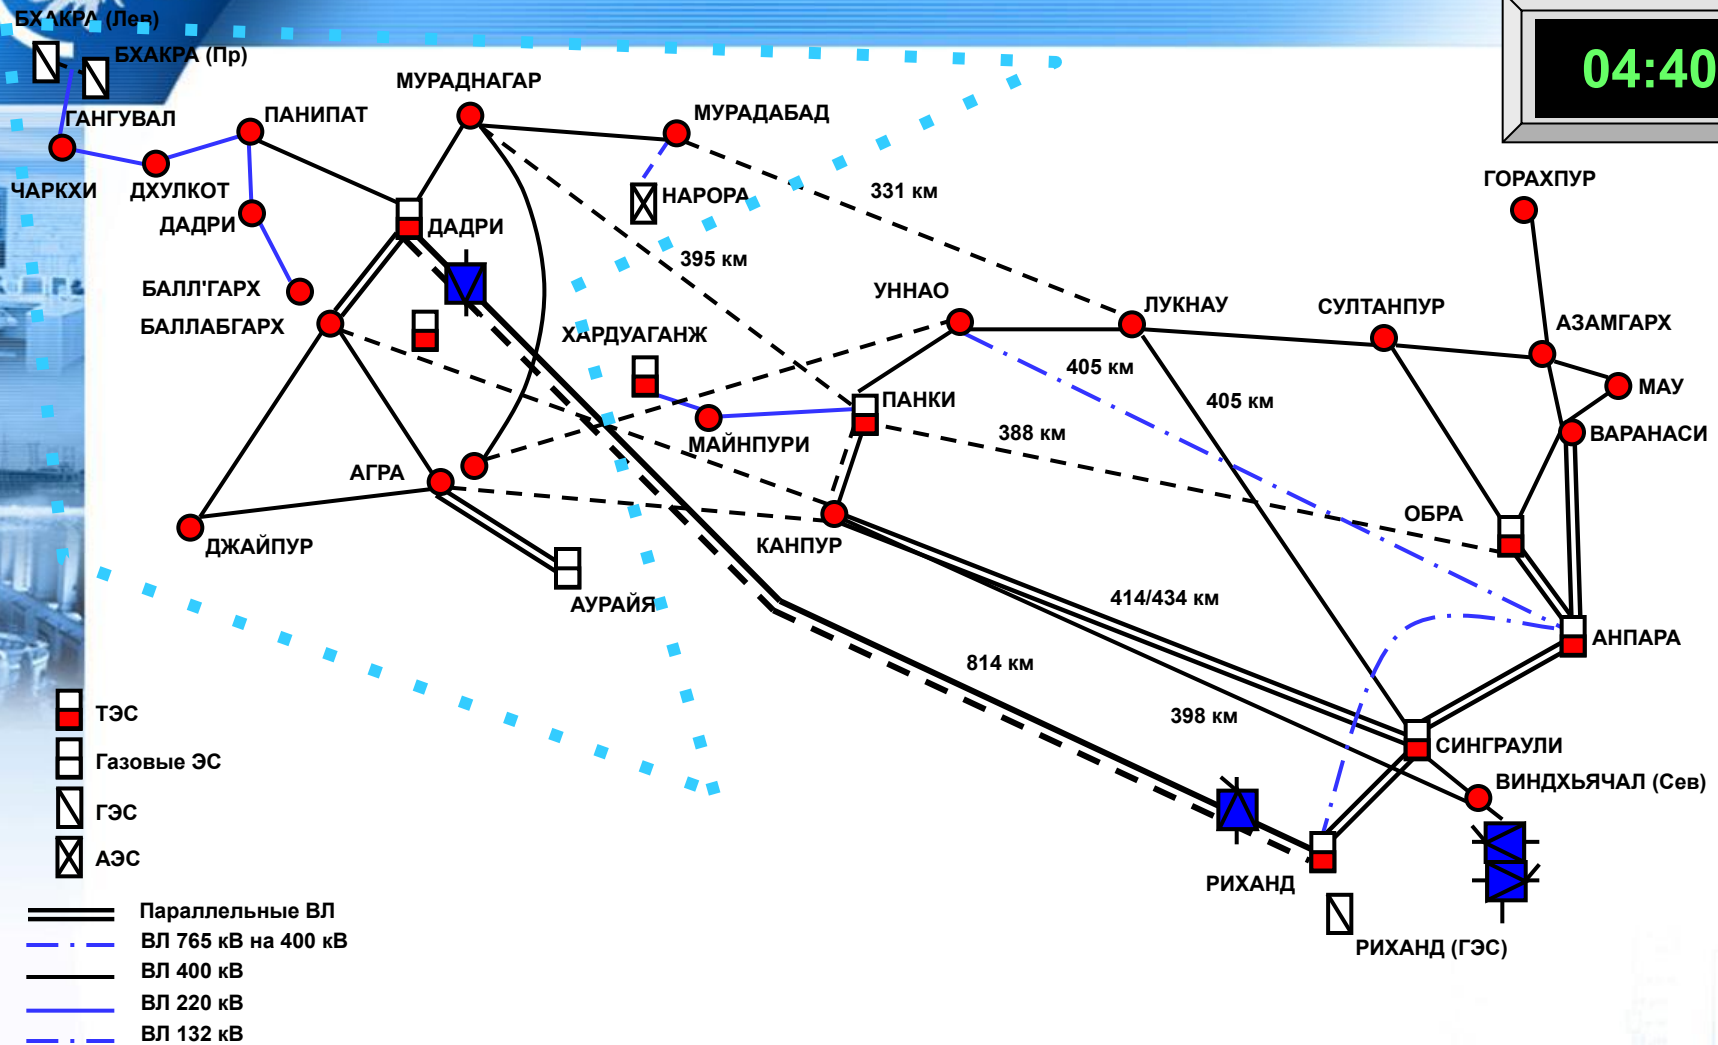 БХАКРА (Лев)
БХАКРА (Пр)
04:40
ГАНГУВАЛ
ПАНИПАТ
МУРАДНАГАР
МУРАДАБАД
ЧАРКХИ
ДХУЛКОТ
НАРОРА
331 км
ГОРАХПУР
ДАДРИ
ДАДРИ
395 км
БАЛЛ'ГАРХ
УННАО
ЛУКНАУ
СУЛТАНПУР
АЗАМГАРХ
БАЛЛАБГАРХ
ХАРДУАГАНЖ
405 км
МАУ
ПАНКИ
405 км
МАЙНПУРИ
388 км
ВАРАНАСИ
АГРА
ОБРА
ДЖАЙПУР
КАНПУР
АУРАЙЯ
414/434 км
АНПАРА
814 км
398 км
СИНГРАУЛИ
ВИНДХЬЯЧАЛ (Сев)
РИХАНД
РИХАНД (ГЭС)
ТЭС
Газовые ЭС
ГЭС
АЭС
Параллельные ВЛ
ВЛ 765 кВ на 400 кВ
ВЛ 400 кВ
ВЛ 220 кВ
ВЛ 132 кВ